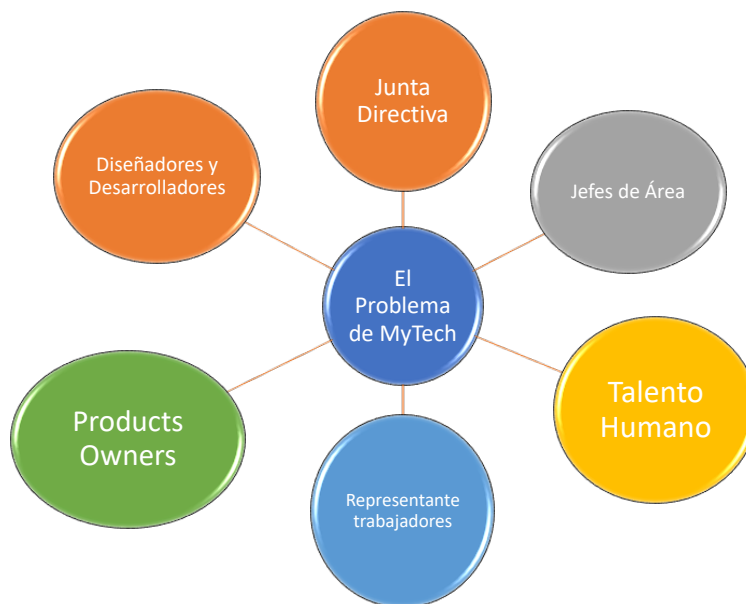 Junta
Directiva
Diseñadores y
Desarrolladores
Jefes de Área
El
Problema
de MyTech
Talento
Humano
Products
Owners
Representante
trabajadores